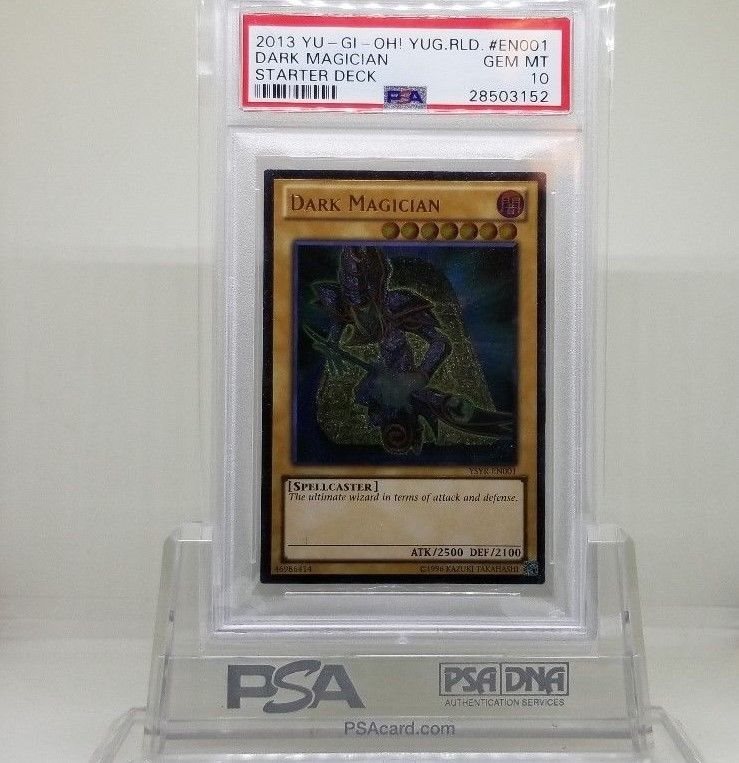 2013 YU-GI-OH! YUG.RLD. #EN001
DARK MAGICIAN GEM MT
STARTER DECK 10
PSA 28503152
DARK MAGICIAN
YSYR-EN001
[SPELLCASTER]
The ultimate wizard in terms of attack and defense.
ATK/2500 DEF/2100
46986414 ©1996 KAZUKI TAKAHASHI
PSA PSA DNA
AUTHENTICATION SERVICES
PSAcard.com